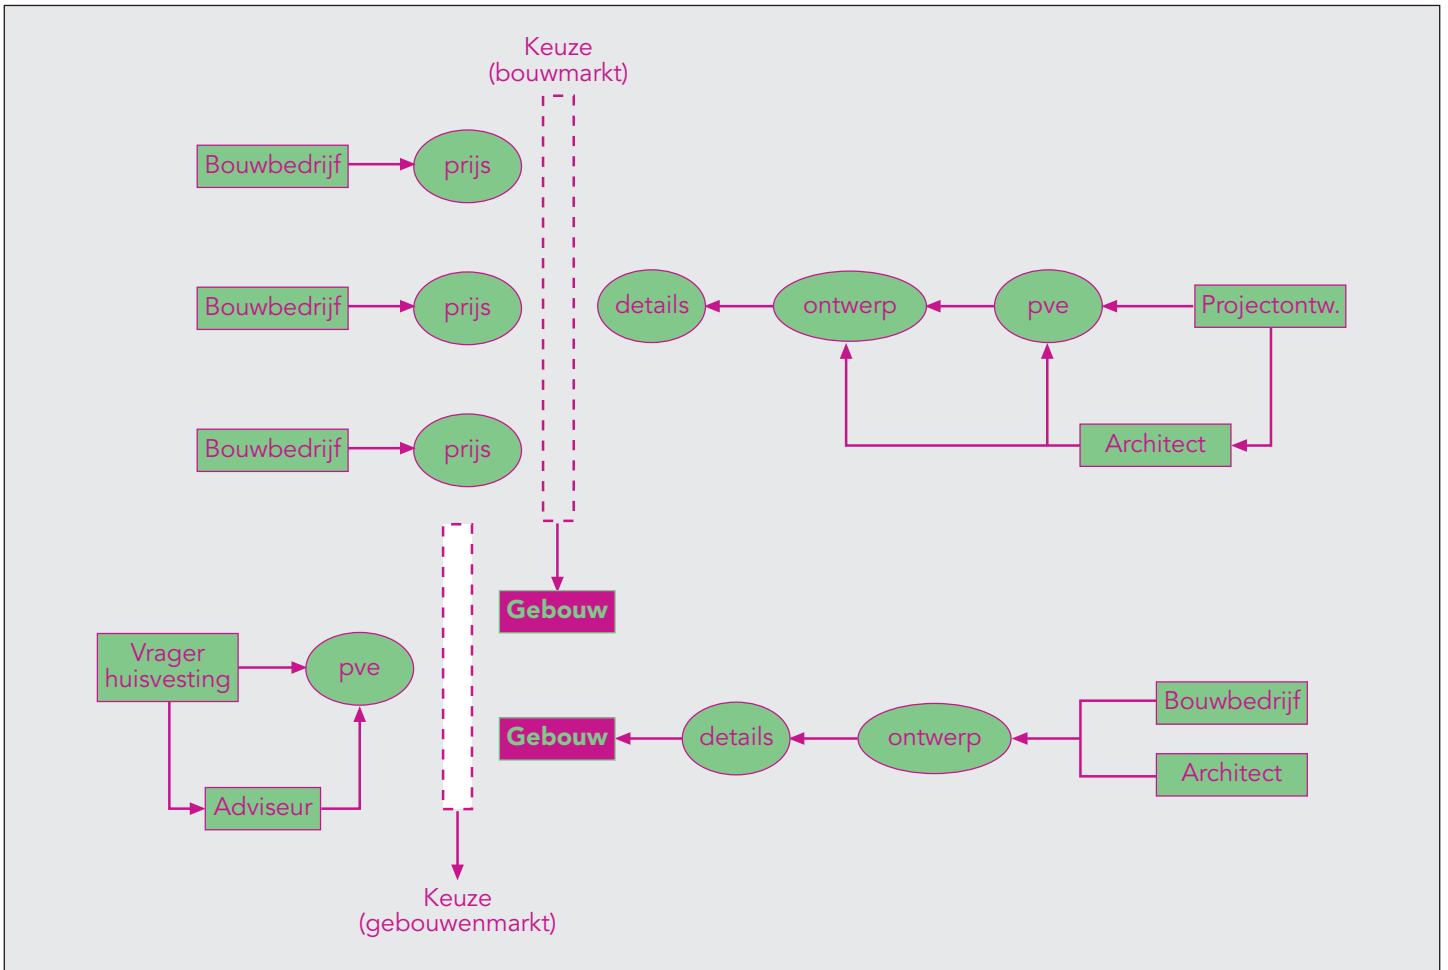 Keuze
(bouwmarkt)
Bouwbedrijf
prijs
Bouwbedrijf
prijs
details
ontwerp
pve
Projectontw.
Bouwbedrijf
prijs
Architect
Gebouw
Vrager
huisvesting
pve
Bouwbedrijf
Gebouw
details
ontwerp
Architect
Adviseur
Keuze
(gebouwenmarkt)